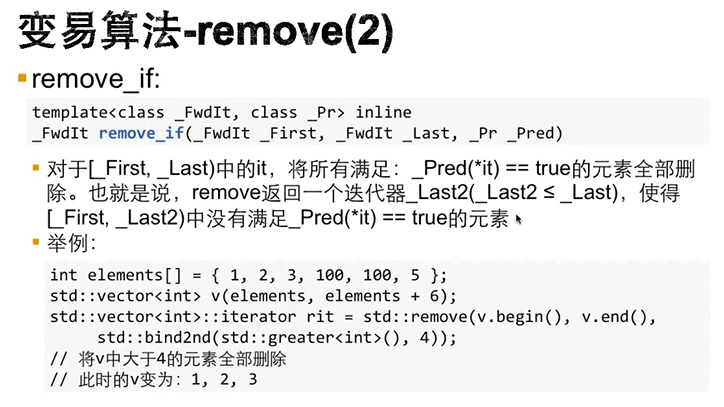 变易算法-remove(2)
remove_if:
template<class _FwdIt, class _Pr> inline
_FwdIt remove_if(_FwdIt _First, _FwdIt _Last, _Pr _Pred)
对于[_First, _Last)中的it，将所有满足：_Pred(*it) == true的元素全部删
除。也就是说，remove返回一个迭代器_Last2(_Last2 ≤ _Last)，使得
[_First, _Last2)中没有满足_Pred(*it) == true的元素
举例：
int elements[] = { 1, 2, 3, 100, 100, 5 };
std::vector<int> v(elements, elements + 6);
std::vector<int>::iterator rit = std::remove(v.begin(), v.end(),
std::bind2nd(std::greater<int>(), 4));
// 将v中大于4的元素全部删除
// 此时的v变为：1, 2, 3